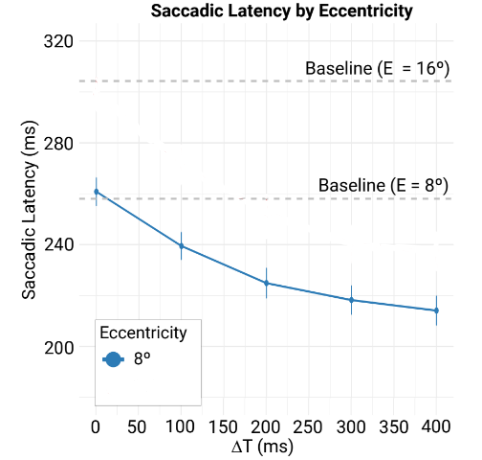 Saccadic Latency by Eccentricity
320
Baseline (E = 16º)
280
Baseline (E = 8º)
240
200
Saccadic Latency (ms)
Eccentricity
8º
0 50 100 150 200 250 300 350 400
ΔT (ms)